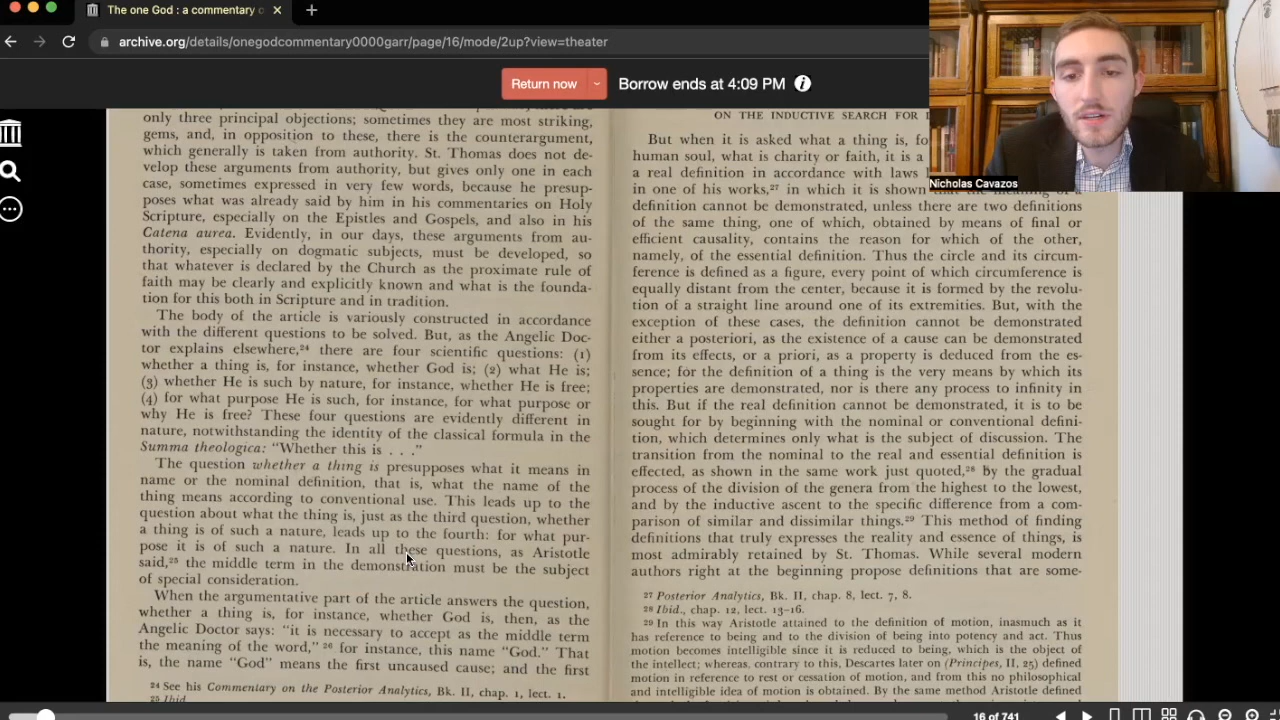 The one God : a commentary o
archive.org/details/onegodcommentary0000garr/page/16/mode/2up?view=theater
Return now
Borrow ends at 4:09 PM
Nicholas Cavazos
only three principal objections; sometimes they are most striking,
gems, and, in opposition to these, there is the counterargument,
which generally is taken from authority. St. Thomas does not de-
velop these arguments from authority, but gives only one in each
case, sometimes expressed in very few words, because he presup-
poses what was already said by him in his commentaries on Holy
Scripture, especially on the Epistles and Gospels, and also in his
Catena aurea. Evidently, in our days, these arguments from au-
thority, especially on dogmatic subjects, must be developed, so
that whatever is declared by the Church as the proximate rule of
faith may be clearly and explicitly known and what is the founda-
tion for this both in Scripture and in tradition.
The body of the article is variously constructed in accordance
with the different questions to be solved. But, as the Angelic Doc-
tor explains elsewhere,24 there are four scientific questions: (1)
whether a thing is, for instance, whether God is; (2) what He is;
(3) whether He is such by nature, for instance, whether He is free;
(4) for what purpose He is such, for instance, for what purpose or
why He is free? These four questions are evidently different in
nature, notwithstanding the identity of the classical formula in the
Summa theologica: "Whether this is . . ."
The question whether a thing is presupposes what it means in
name or the nominal definition, that is, what the name of the
thing means according to conventional use. This leads up to the
question about what the thing is, just as the third question, whether
a thing is of such a nature, leads up to the fourth: for what pur-
pose it is of such a nature. In all these questions, as Aristotle
said,25 the middle term in the demonstration must be the subject
of special consideration.
When the argumentative part of the article answers the question,
whether a thing is, for instance, whether God is, then, as the
Angelic Doctor says: "it is necessary to accept as the middle term
the meaning of the word," 26 for instance, this name "God." That
is, the name "God" means the first uncaused cause; and the first
24 See his Commentary on the Posterior Analytics, Bk. II, chap. 1, lect. 1.
25 Ibid.
ON THE INDUCTIVE SEARCH FOR
But when it is asked what a thing is, fo
human soul, what is charity or faith, it is a
a real definition in accordance with laws
in one of his works,27 in which it is shown that the meaning of a
definition cannot be demonstrated, unless there are two definitions
of the same thing, one of which, obtained by means of final or
efficient causality, contains the reason for which of the other,
namely, of the essential definition. Thus the circle and its circum-
ference is defined as a figure, every point of which circumference is
equally distant from the center, because it is formed by the revolu-
tion of a straight line around one of its extremities. But, with the
exception of these cases, the definition cannot be demonstrated
either a posteriori, as the existence of a cause can be demonstrated
from its effects, or a priori, as a property is deduced from the es-
sence; for the definition of a thing is the very means by which its
properties are demonstrated, nor is there any process to infinity in
this. But if the real definition cannot be demonstrated, it is to be
sought for by beginning with the nominal or conventional defini-
tion, which determines only what is the subject of discussion. The
transition from the nominal to the real and essential definition is
effected, as shown in the same work just quoted,28 by the gradual
process of the division of the genera from the highest to the lowest,
and by the inductive ascent to the specific difference from a com-
parison of similar and dissimilar things.29 This method of finding
definitions that truly expresses the reality and essence of things, is
most admirably retained by St. Thomas. While several modern
authors right at the beginning propose definitions that are some-
27 Posterior Analytics, Bk. II, chap. 8, lect. 7, 8.
28 Ibid., chap. 12, lect. 13-16.
29 In this way Aristotle attained to the definition of motion, inasmuch as it
has reference to being and to the division of being into potency and act. Thus
motion becomes intelligible since it is reduced to being, which is the object of
the intellect; whereas, contrary to this, Descartes later on (Principes, II, 25) defined
motion in reference to rest or cessation of motion, and from this no philosophical
and intelligible idea of motion is obtained. By the same method Aristotle defined
16 of 741